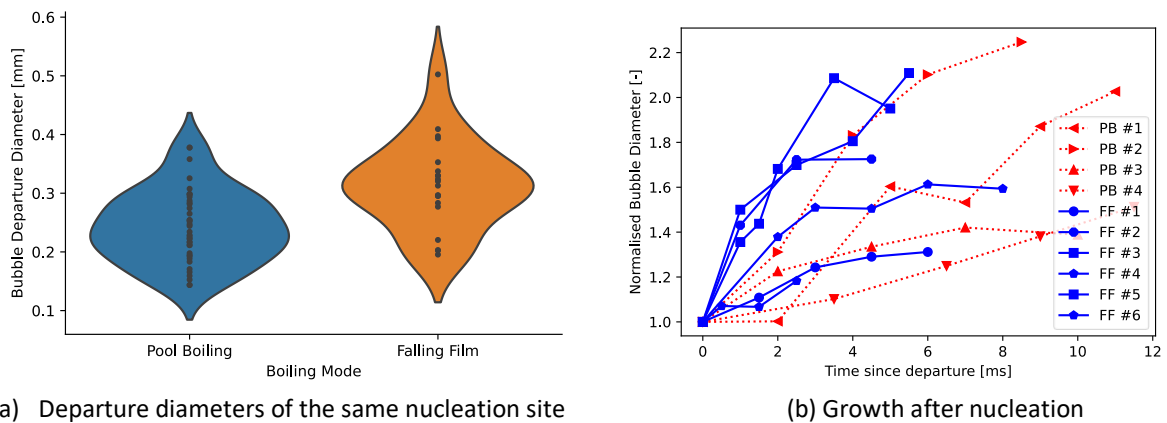 0.6
0.5
0.4
0.3
0.2
0.1
Bubble Departure Diameter [mm]
Pool Boiling
Falling Film
Boiling Mode
a) Departure diameters of the same nucleation site
2.2
2.0
1.8
1.6
1.4
1.2
1.0
Normalised Bubble Diameter [-]
PB #1
PB #2
PB #3
PB #4
FF #1
FF #2
FF #3
FF #4
FF #5
FF #6
0
2
4
6
8
10
12
Time since departure [ms]
(b) Growth after nucleation